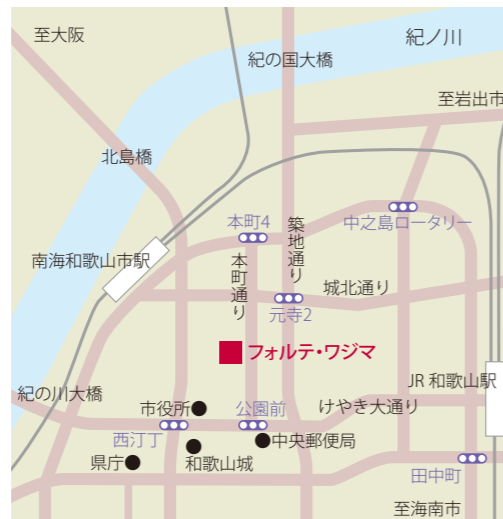 至大阪
紀ノ川
紀の国大橋
至岩出市
北島橋
本町4
築地通り
中之島ロータリー
南海和歌山市駅
本町通り
城北通り
元寺2
フォルテ・ワジマ
JR 和歌山駅
紀の川大橋
市役所
公園前
けやき大通り
西汀丁
中央郵便局
県庁
和歌山城
田中町
至海南市